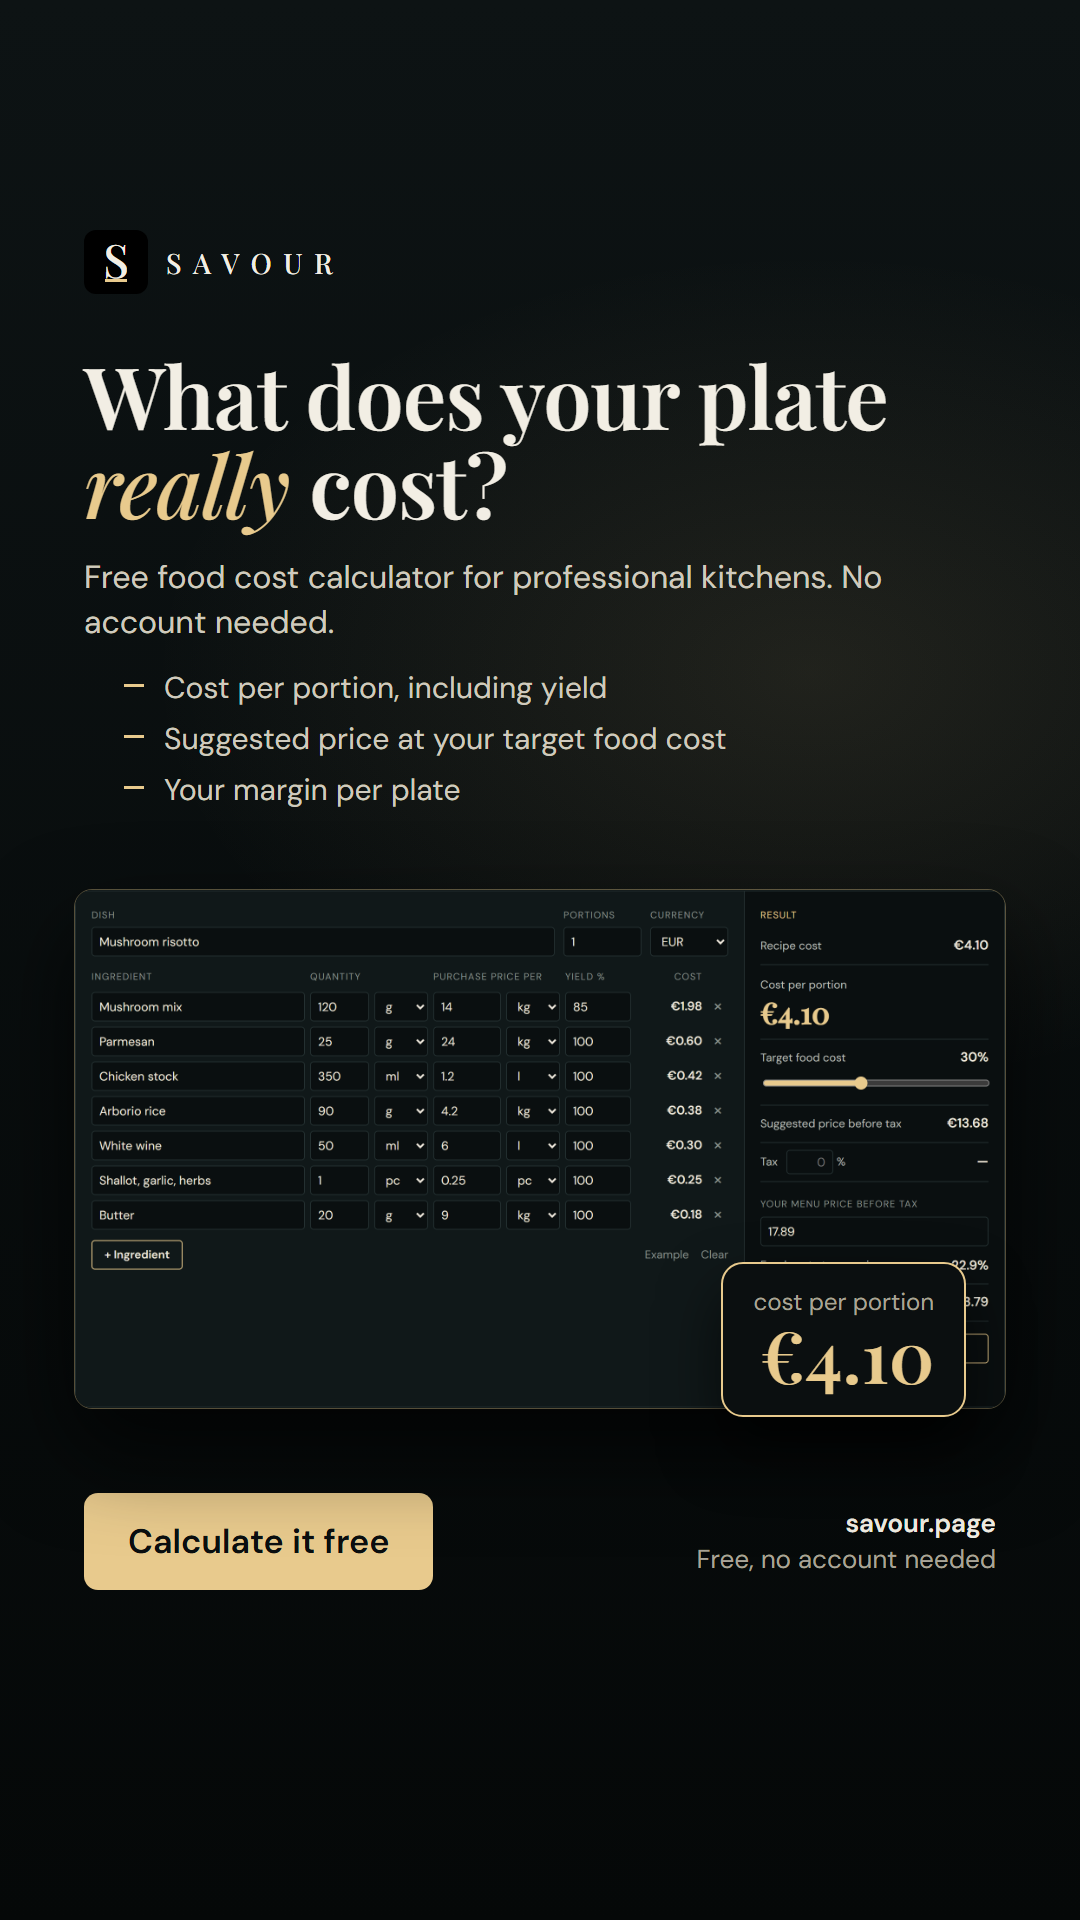 S SAVOUR
What does your plate
really cost?
Free food cost calculator for professional kitchens. No
account needed.
Cost per portion, including yield
Suggested price at your target food cost
Your margin per plate
DISH PORTIONS CURRENCY
Mushroom risotto 1 EUR
INGREDIENT QUANTITY PURCHASE PRICE PER YIELD % COST
Mushroom mix 120 g 14 kg 85 €1.98 ×
Parmesan 25 g 24 kg 100 €0.60 ×
Chicken stock 350 ml 1.2 l 100 €0.42 ×
Arborio rice 90 g 4.2 kg 100 €0.38 ×
White wine 50 ml 6 l 100 €0.30 ×
Shallot, garlic, herbs 1 pc 0.25 pc 100 €0.25 ×
Butter 20 g 9 kg 100 €0.18 ×
+ Ingredient Example Clear
RESULT
Recipe cost €4.10
Cost per portion
€4.10
Target food cost 30%
Suggested price before tax €13.68
Tax 0 % –
YOUR MENU PRICE BEFORE TAX
17.89
22.9%
3.79
cost per portion
€4.10
Calculate it free
savour.page
Free, no account needed